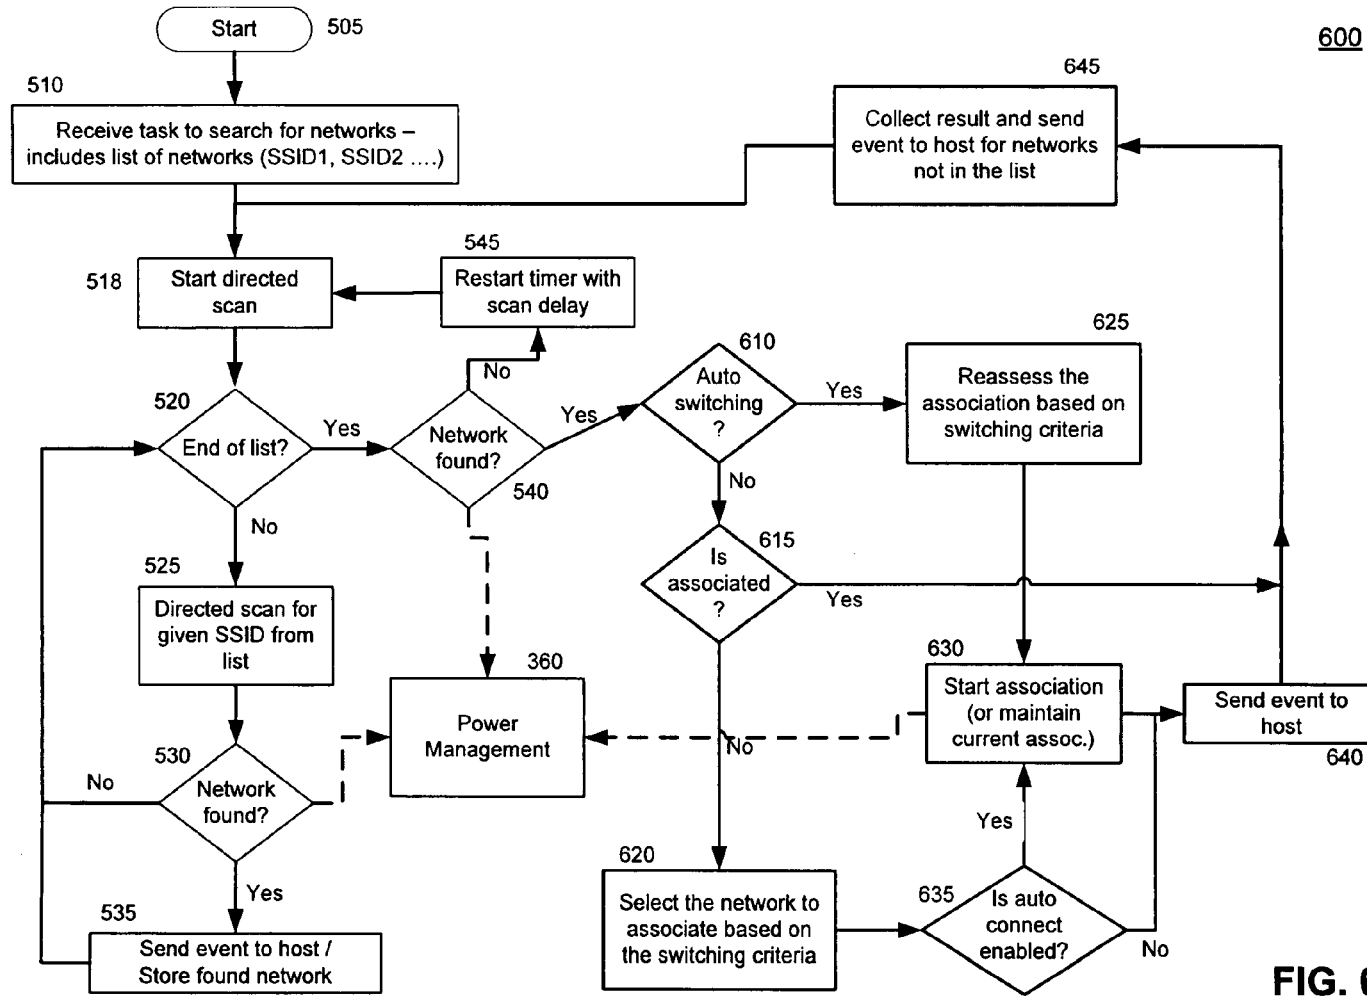 Start
505
600
510
645
Receive task to search for networks –
includes list of networks (SSID1, SSID2 ....)
Collect result and send
event to host for networks
not in the list
518
Start directed
scan
545
Restart timer with
scan delay
No
520
End of list?
Yes
Network
found?
540
Yes
610
Auto
switching
?
Yes
625
Reassess the
association based on
switching criteria
No
No
615
Is
associated
?
Yes
525
Directed scan for
given SSID from
list
360
Power
Management
No
630
Start association
(or maintain
current assoc.)
Send event to
host
640
530
Network
found?
No
Yes
535
Send event to host /
Store found network
620
Select the network to
associate based on
the switching criteria
635
Is auto
connect
enabled?
Yes
No
FIG. 6